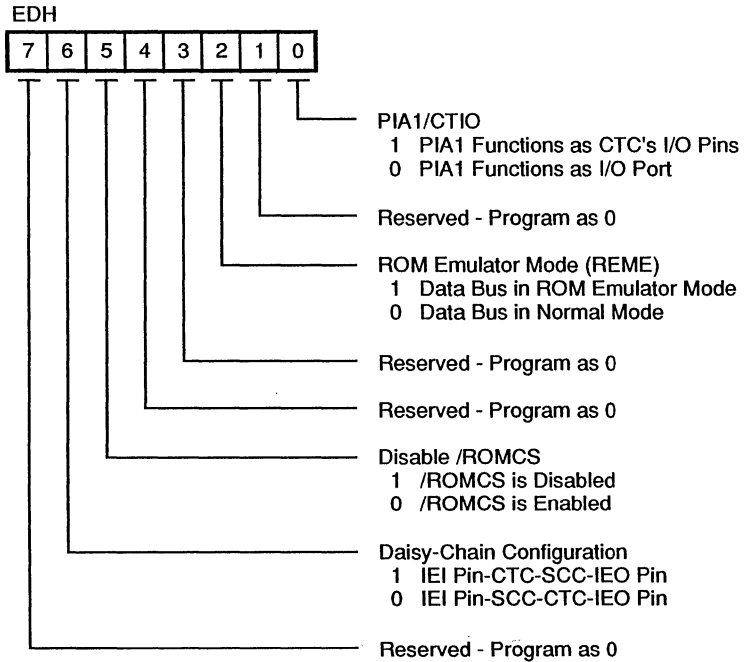 EDH
7 6 5 4 3 2 1 0
PIA1/CTIO
1 PIA1 Functions as CTC's I/O Pins
0 PIA1 Functions as I/O Port
Reserved - Program as 0
ROM Emulator Mode (REME)
1 Data Bus in ROM Emulator Mode
0 Data Bus in Normal Mode
Reserved - Program as 0
Reserved - Program as 0
Disable /ROMCS
1 /ROMCS is Disabled
0 /ROMCS is Enabled
Daisy-Chain Configuration
1 IEI Pin-CTC-SCC-IEO Pin
0 IEI Pin-SCC-CTC-IEO Pin
Reserved - Program as 0